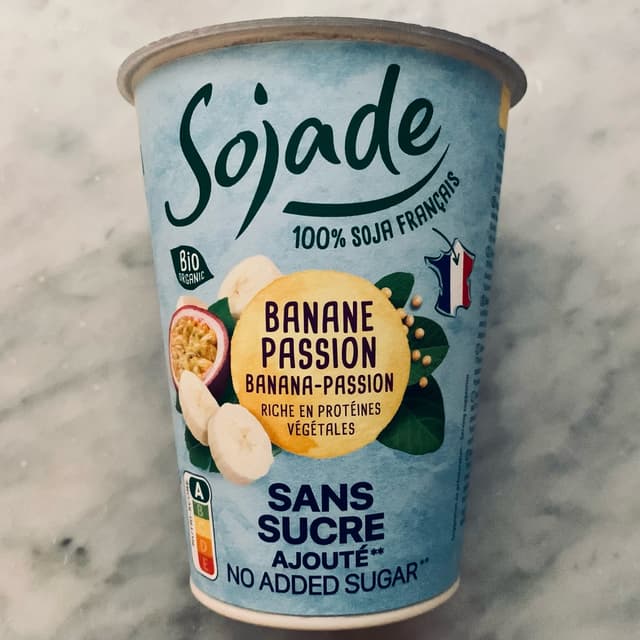 Sojade
100% SOJA FRANÇAIS
Bio
ORGANIC
BANANE
PASSION
BANANA-PASSION
RICHE EN PROTÉINES
VÉGÉTALES
A
B
D
E
SANS
SUCRE
AJOUTÉ**
NO ADDED SUGAR**